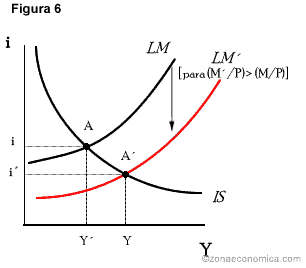 Figura 6
i
LM
LM´
[para (M´/P) > (M/P)]
A
i
A´
i´
IS
Y´
Y
Y
©zonaeconomica.com